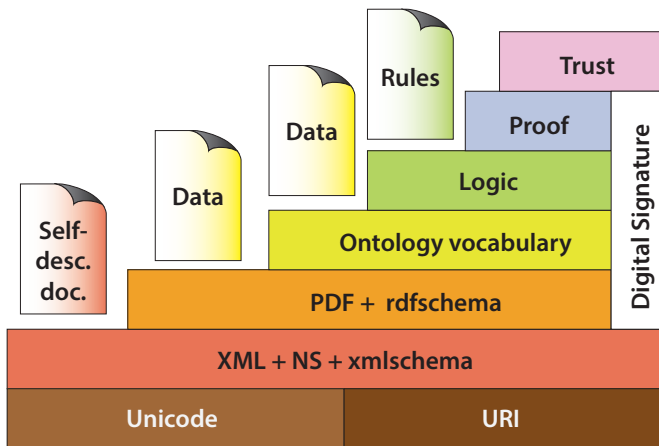 Trust
Rules
Proof
Data
Logic
Data
Self-
desc.
doc.
Ontology vocabulary
Digital Signature
PDF + rdfschema
XML + NS + xmlschema
Unicode
URI